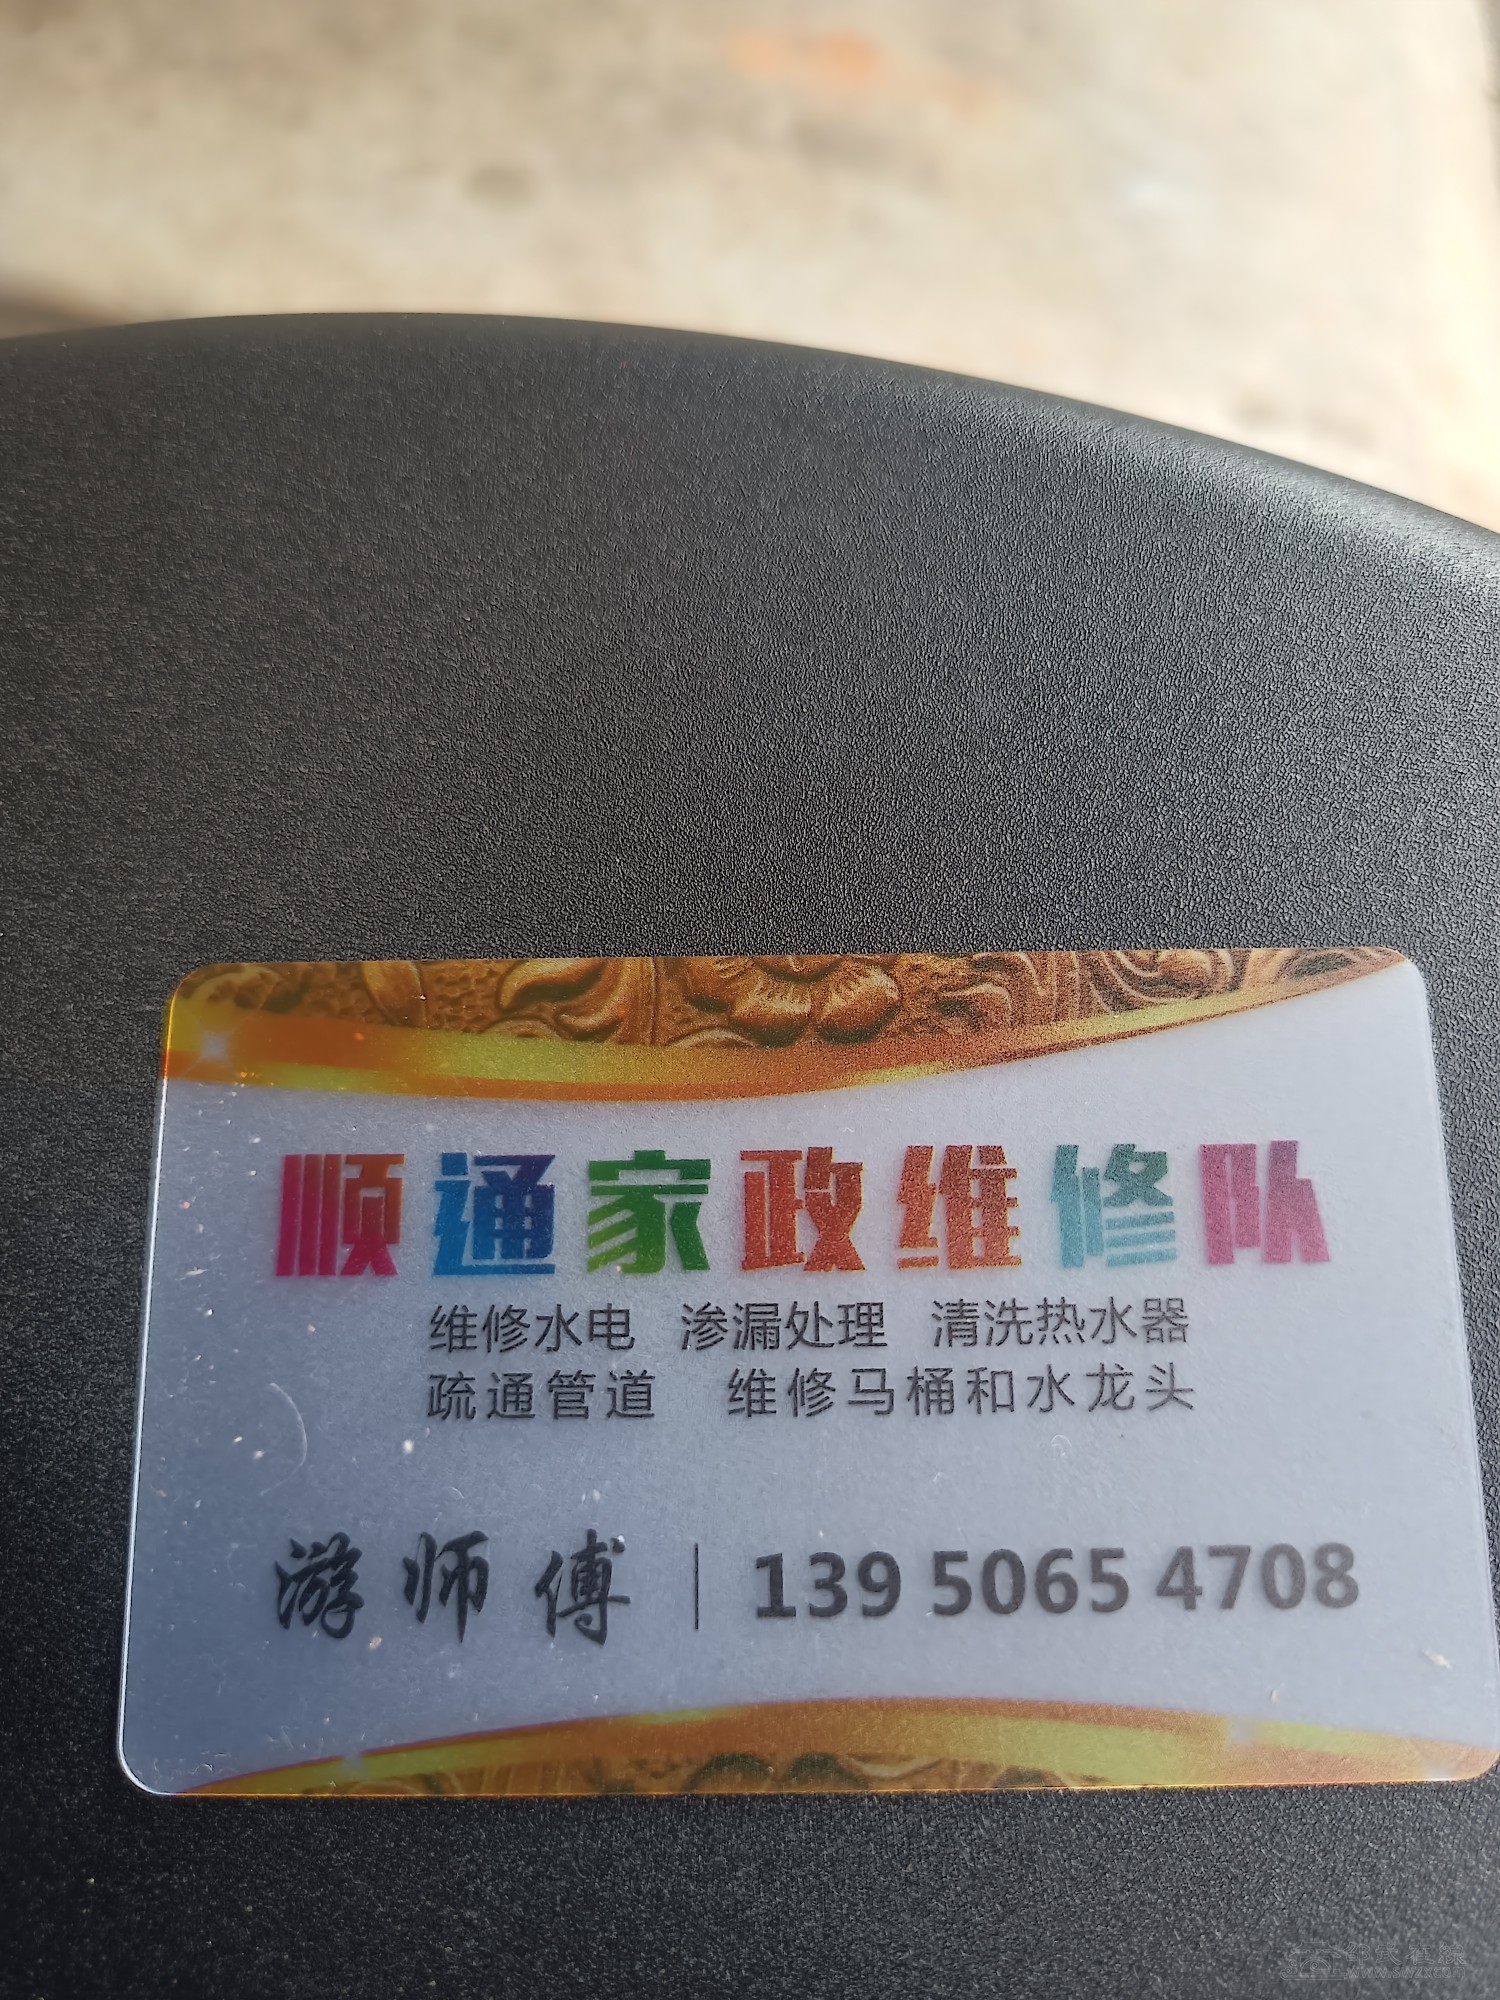 顺通家政维修队
维修水电 渗漏处理 清洗热水器
疏通管道 维修马桶和水龙头
游师傅 139 5065 4708